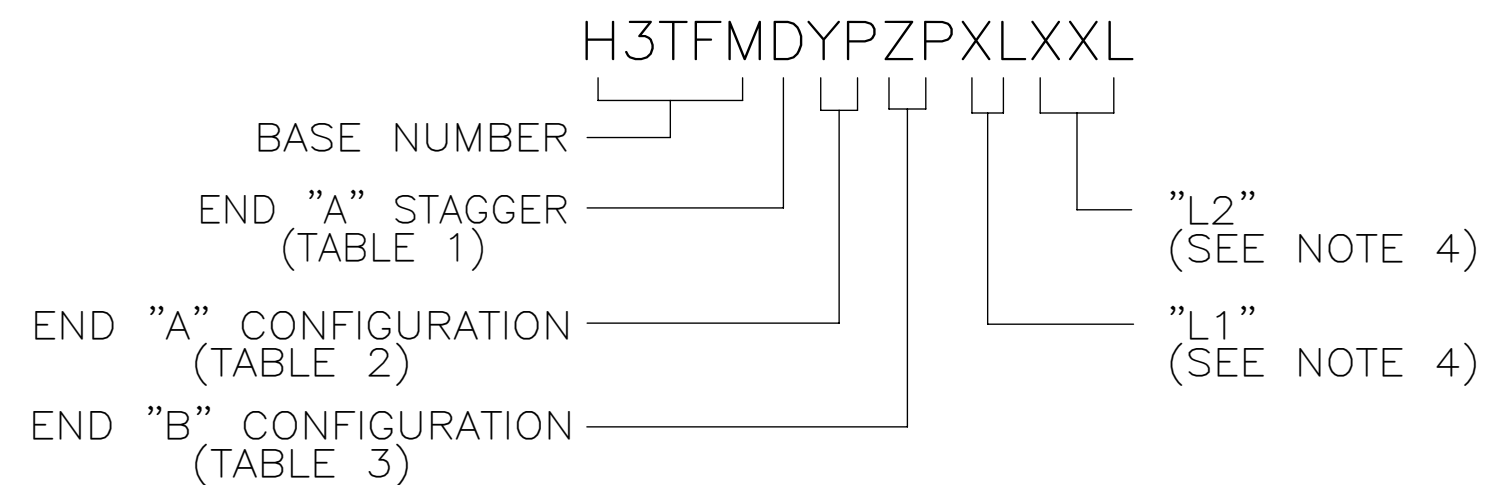 H3TFMDYPZPXLXXL
BASE NUMBER
END "A" STAGGER
(TABLE 1)
END "A" CONFIGURATION
(TABLE 2)
END "B" CONFIGURATION
(TABLE 3)
"L2"
(SEE NOTE 4)
"L1"
(SEE NOTE 4)